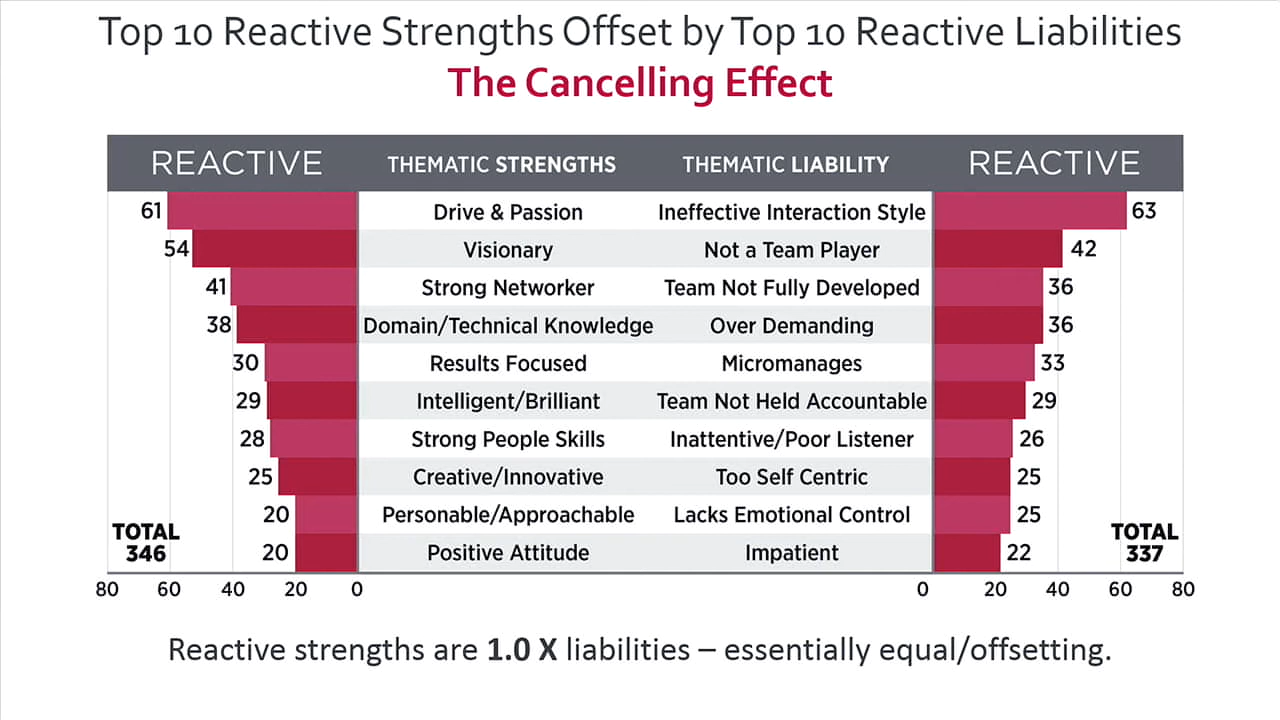 Top 10 Reactive Strengths Offset by Top 10 Reactive Liabilities
The Cancelling Effect
REACTIVE THEMATIC STRENGTHS THEMATIC LIABILITY REACTIVE
61 Drive & Passion Ineffective Interaction Style 63
54 Visionary Not a Team Player 42
41 Strong Networker Team Not Fully Developed 36
38 Domain/Technical Knowledge Over Demanding 36
30 Results Focused Micromanages 33
29 Intelligent/Brilliant Team Not Held Accountable 29
28 Strong People Skills Inattentive/Poor Listener 26
25 Creative/Innovative Too Self Centric 25
20 Personable/Approachable Lacks Emotional Control 25
20 Positive Attitude Impatient 22
TOTAL
346
TOTAL
337
80 60 40 20 0 0 20 40 60 80
Reactive strengths are 1.0 X liabilities – essentially equal/offsetting.